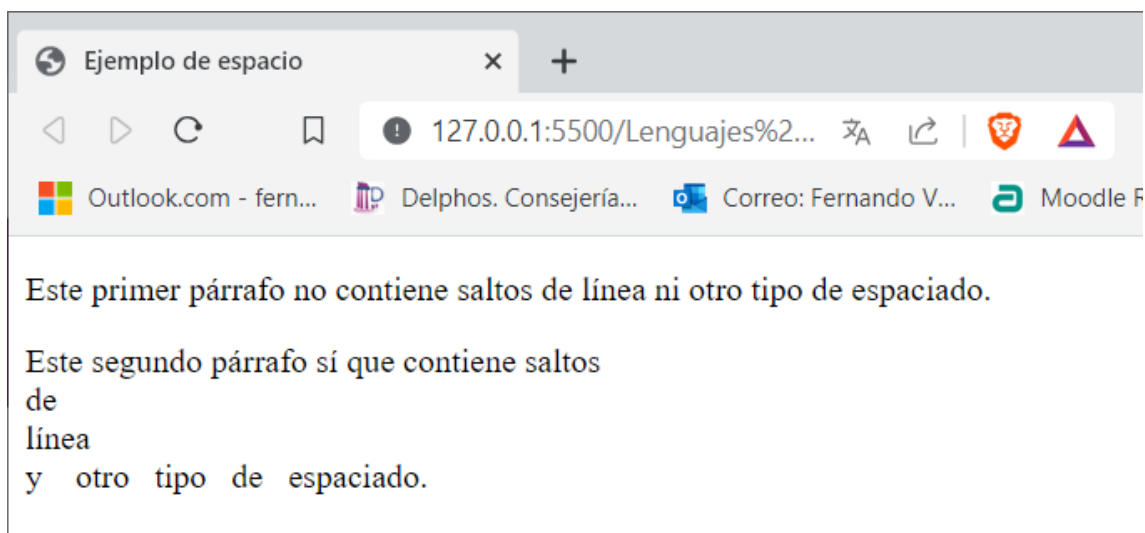 Ejemplo de espacio
127.0.0.1:5500/Lenguajes%2...
Outlook.com - fern... Delphos. Consejería... Correo: Fernando V... Moodle R
Este primer párrafo no contiene saltos de línea ni otro tipo de espaciado.
Este segundo párrafo sí que contiene saltos
de
línea
y otro tipo de espaciado.